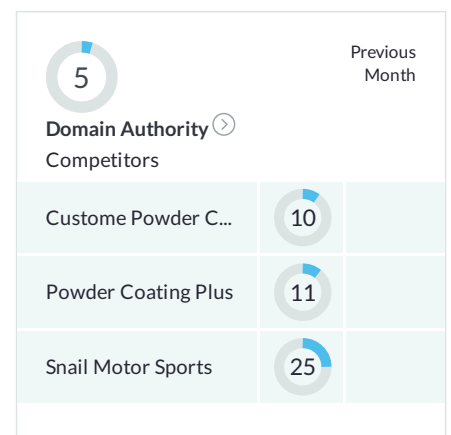 5
Previous
Month
Domain Authority
Competitors
Custome Powder C... 10
Powder Coating Plus 11
Snail Motor Sports 25